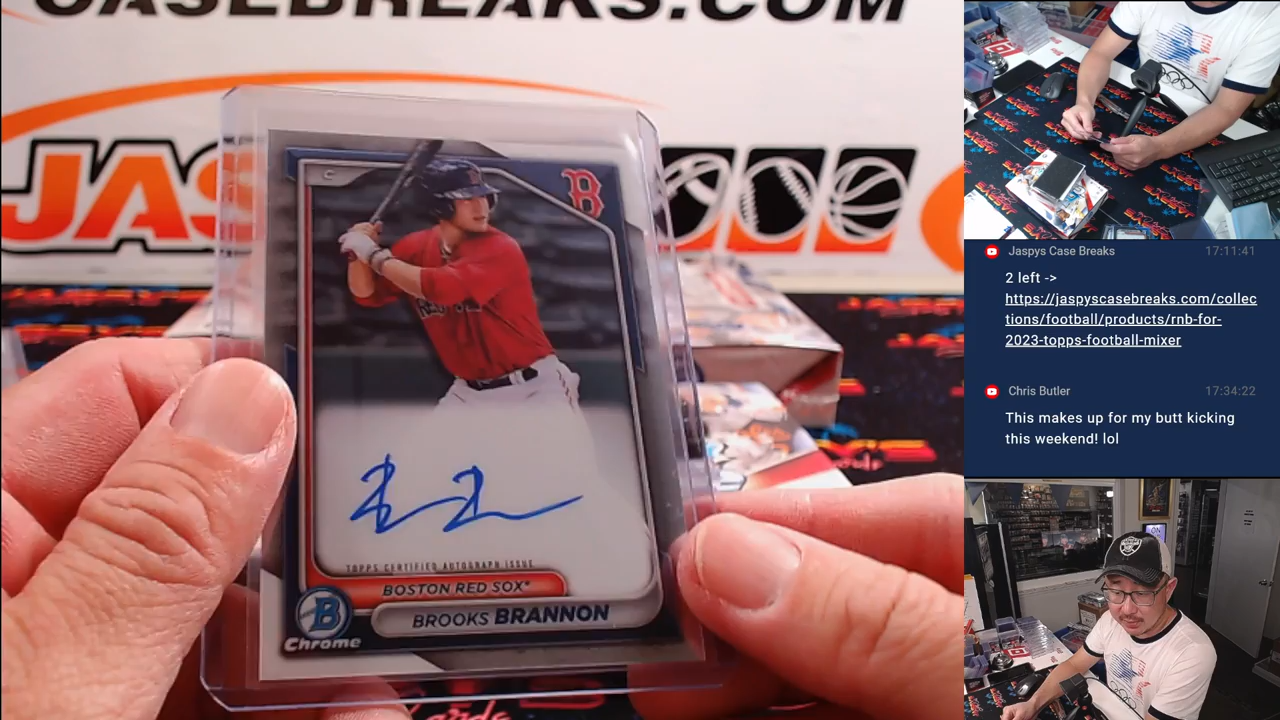 CASEBREAKS.COM
JAS
C
B
TOPPS CERTIFIED AUTOGRAPH ISSUE
BOSTON RED SOX
BROOKS BRANNON
B
Chrome
Jaspys Case Breaks 17:11:41
2 left ->
https://jaspyscasebreaks.com/collec
tions/football/products/rnb-for-
2023-topps-football-mixer
Chris Butler 17:34:22
This makes up for my butt kicking
this weekend! lol